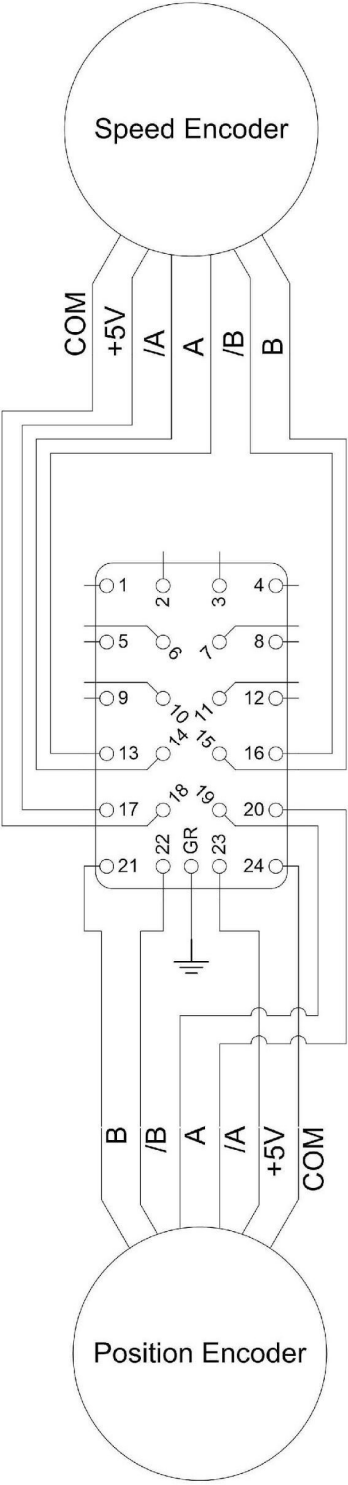 Speed Encoder
COM +5V /A A /B B
1 2 3 4
5 6 7 8
9 10 11 12
13 14 15 16
17 18 19 20
21 22 GR 23 24
B /B A /A +5V COM
Position Encoder